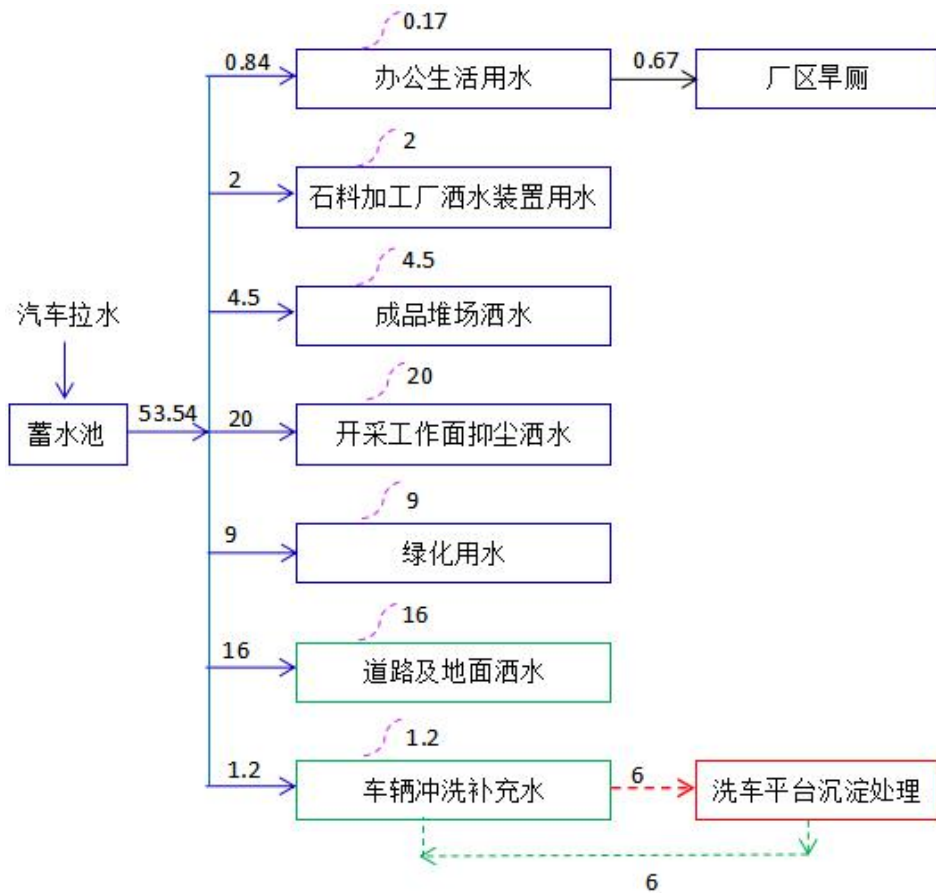 0.17
0.84
办公生活用水
0.67
厂区旱厕
2
2
石料加工厂洒水装置用水
4.5
4.5
成品堆场洒水
汽车拉水
20
蓄水池
53.54
20
开采工作面抑尘洒水
9
9
绿化用水
16
16
道路及地面洒水
1.2
1.2
车辆冲洗补充水
6
洗车平台沉淀处理
6